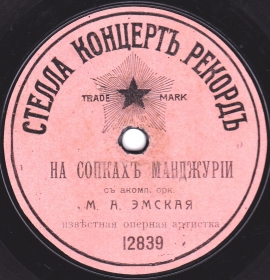 СТЕЛЛА КОНЦЕРТЪ РЕКОРДЪ
TRADE MARK
НА СОПКАХЪ МАНДЖУРІИ
съ акомп. орк.
М. А. ЭМСКАЯ
извѣстная оперная артистка
12839